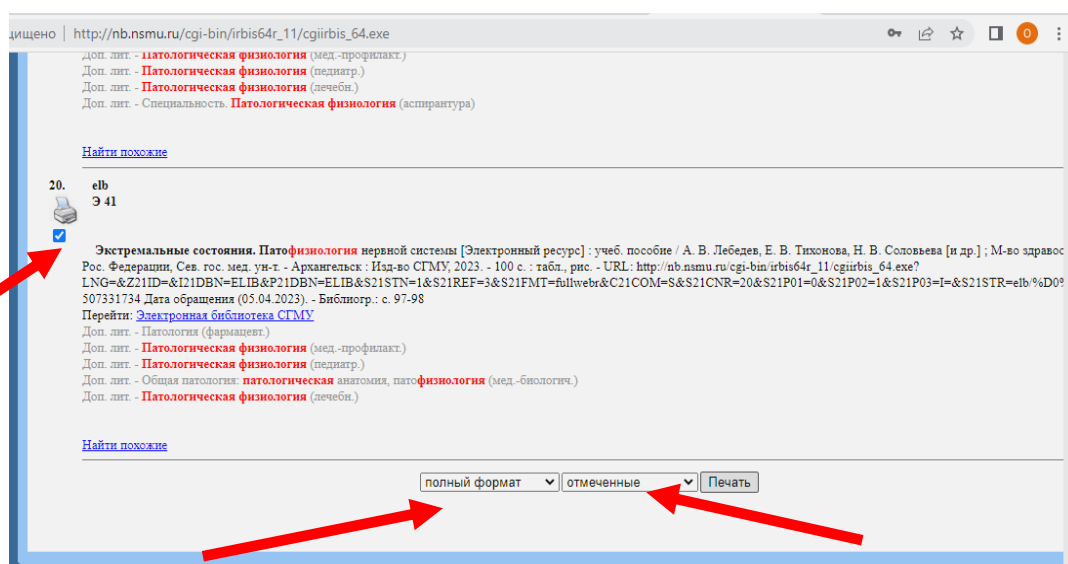 http://nb.nsmu.ru/cgi-bin/irbis64r_11/cgiirbis_64.exe
О
Доп. лит. - Патологическая физиология (мед.-профилакт.)
Доп. лит. - Патологическая физиология (педиатр.)
Доп. лит. - Патологическая физиология (лечебн.)
Доп. лит. - Специальность. Патологическая физиология (аспирантура)
Найти похожие
20. elb
Э 41
Экстремальные состояния. Патофизиология нервной системы [Электронный ресурс] : учеб. пособие / А. В. Лебедев, Е. В. Тихонова, Н. В. Соловьева [и др.] ; М-во здравос
Рос. Федерации, Сев. гос. мед. ун-т. - Архангельск : Изд-во СГМУ, 2023. - 100 с. : табл., рис. - URL: http://nb.nsmu.ru/cgi-bin/irbis64r_11/cgiirbis_64.exe?
LNG=&Z21ID=&I21DBN=ELIB&P21DBN=ELIB&S21STN=1&S21REF=3&S21FMT=fullwebr&C21COM=S&S21CNR=20&S21P01=0&S21P02=1&S21P03=I=&S21STR=elb/%D0%
507331734 Дата обращения (05.04.2023). - Библиогр.: с. 97-98
Перейти: Электронная библиотека СГМУ
Доп. лит. - Патология (фармацевт.)
Доп. лит. - Патологическая физиология (мед.-профилакт.)
Доп. лит. - Патологическая физиология (педиатр.)
Доп. лит. - Общая патология: патологическая анатомия, патофизиология (мед.-биологич.)
Доп. лит. - Патологическая физиология (лечебн.)
Найти похожие
полный формат отмеченные Печать